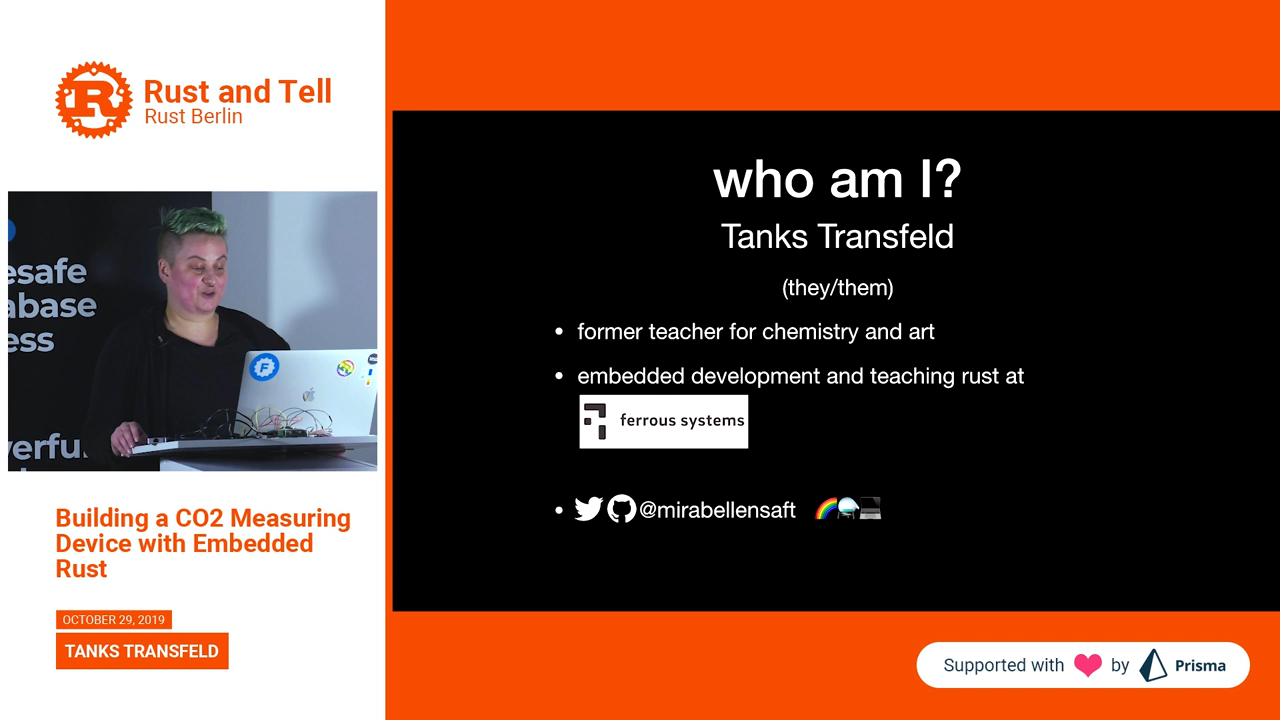 Rust and Tell
Rust Berlin
esafe
abase
ess
verful
who am I?
Tanks Transfeld
(they/them)
• former teacher for chemistry and art
• embedded development and teaching rust at
ferrous systems
• @mirabellensaft 🌈🔮💻
Building a CO2 Measuring
Device with Embedded
Rust
OCTOBER 29, 2019
TANKS TRANSFELD
Supported with ❤ by Prisma